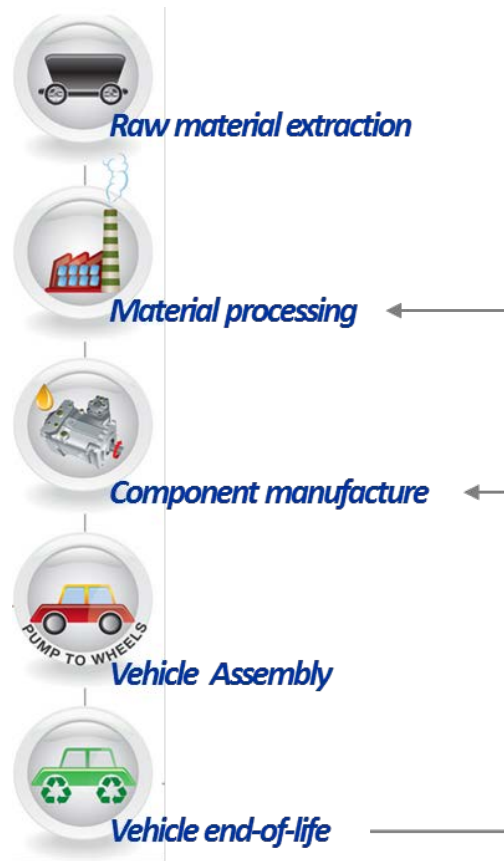 Raw material extraction
Material processing
Component manufacture
PUMP TO WHEELS
Vehicle Assembly
Vehicle end-of-life